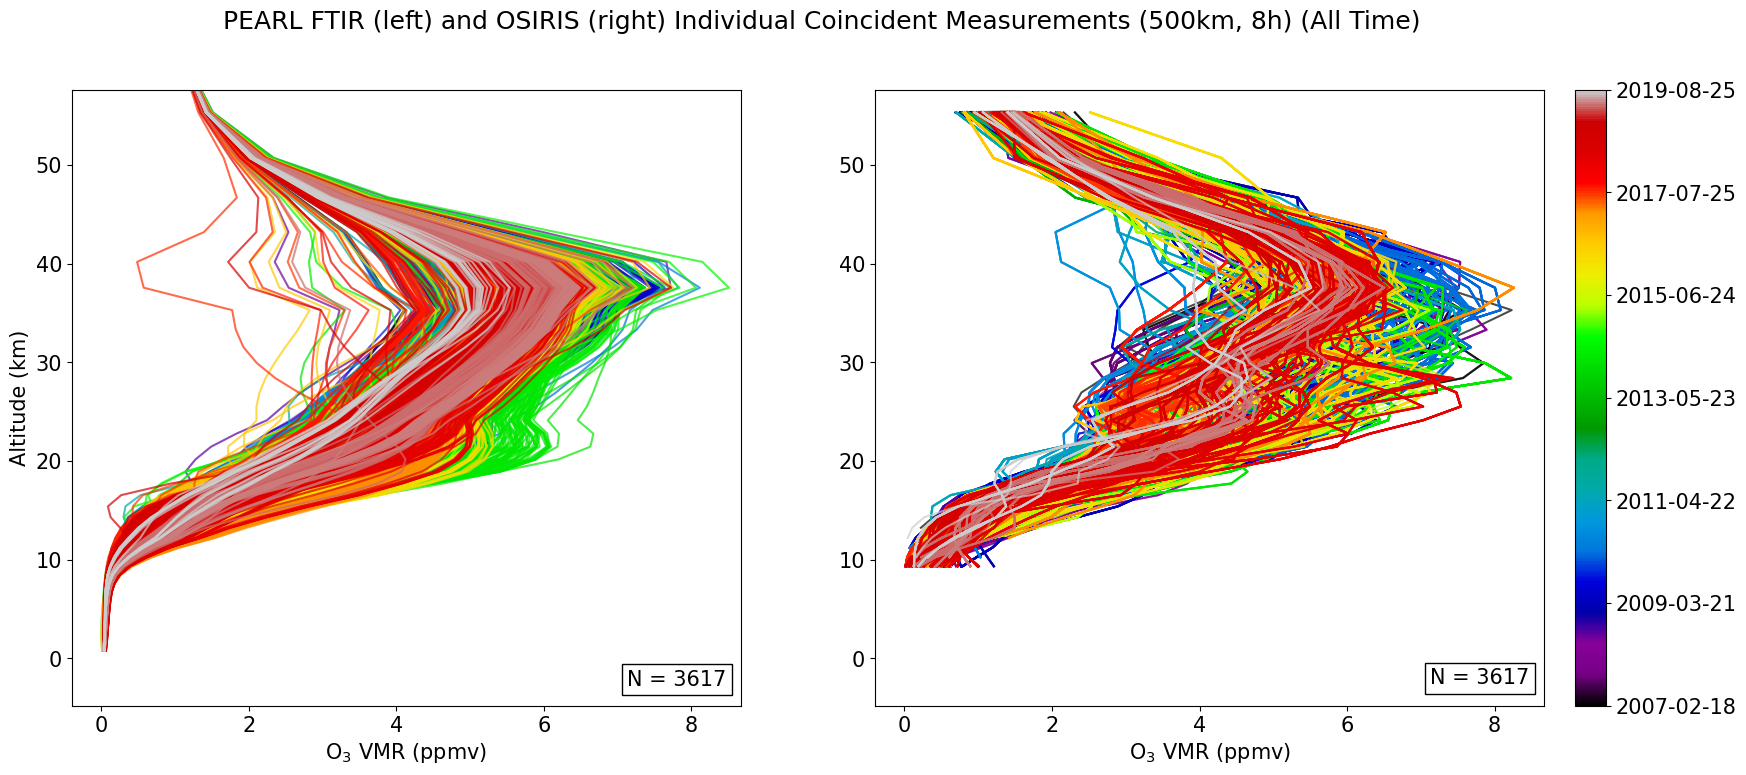 PEARL FTIR (left) and OSIRIS (right) Individual Coincident Measurements (500km, 8h) (All Time)
Altitude (km)
50
40
30
20
10
0
0 2 4 6 8
O₃ VMR (ppmv)
N = 3617
50
40
30
20
10
0
0 2 4 6 8
O₃ VMR (ppmv)
N = 3617
2019-08-25
2017-07-25
2015-06-24
2013-05-23
2011-04-22
2009-03-21
2007-02-18